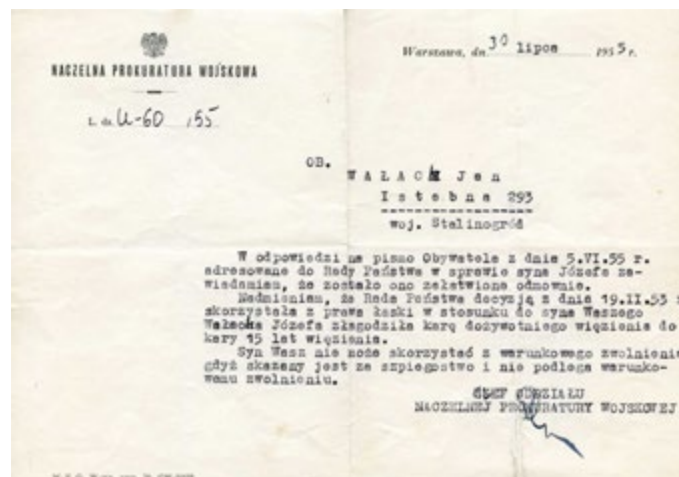 NACZELNA PROKURATURA WOJSKOWA
Warszawa, dn. 30 lipca 1955 r.
L. dz. U-60 /55
OB.
WAŁACH Jan
Istebna 293
woj. Stalinogród
W odpowiedzi na pismo Obywatela z dnia 5.VI.55 r.
adresowane do Rady Państwa w sprawie syna Józefa za-
wiadamiam, że zostało ono załatwione odmownie.
Nadmieniam, że Rada Państwa decyzją z dnia 19.II.53 r
skorzystała z prawa łaski w stosunku do syna Waszego
Wałacha Józefa złagodziła karę dożywotniego więzienia do
kary 15 lat więzienia.
Syn Wasz nie może skorzystać z warunkowego zwolnienia
gdyż skazany jest za szpiegostwo i nie podlega warunko-
wemu zwolnieniu.
SZEF ODDZIAŁU
NACZELNEJ PROKURATURY WOJSKOWEJ